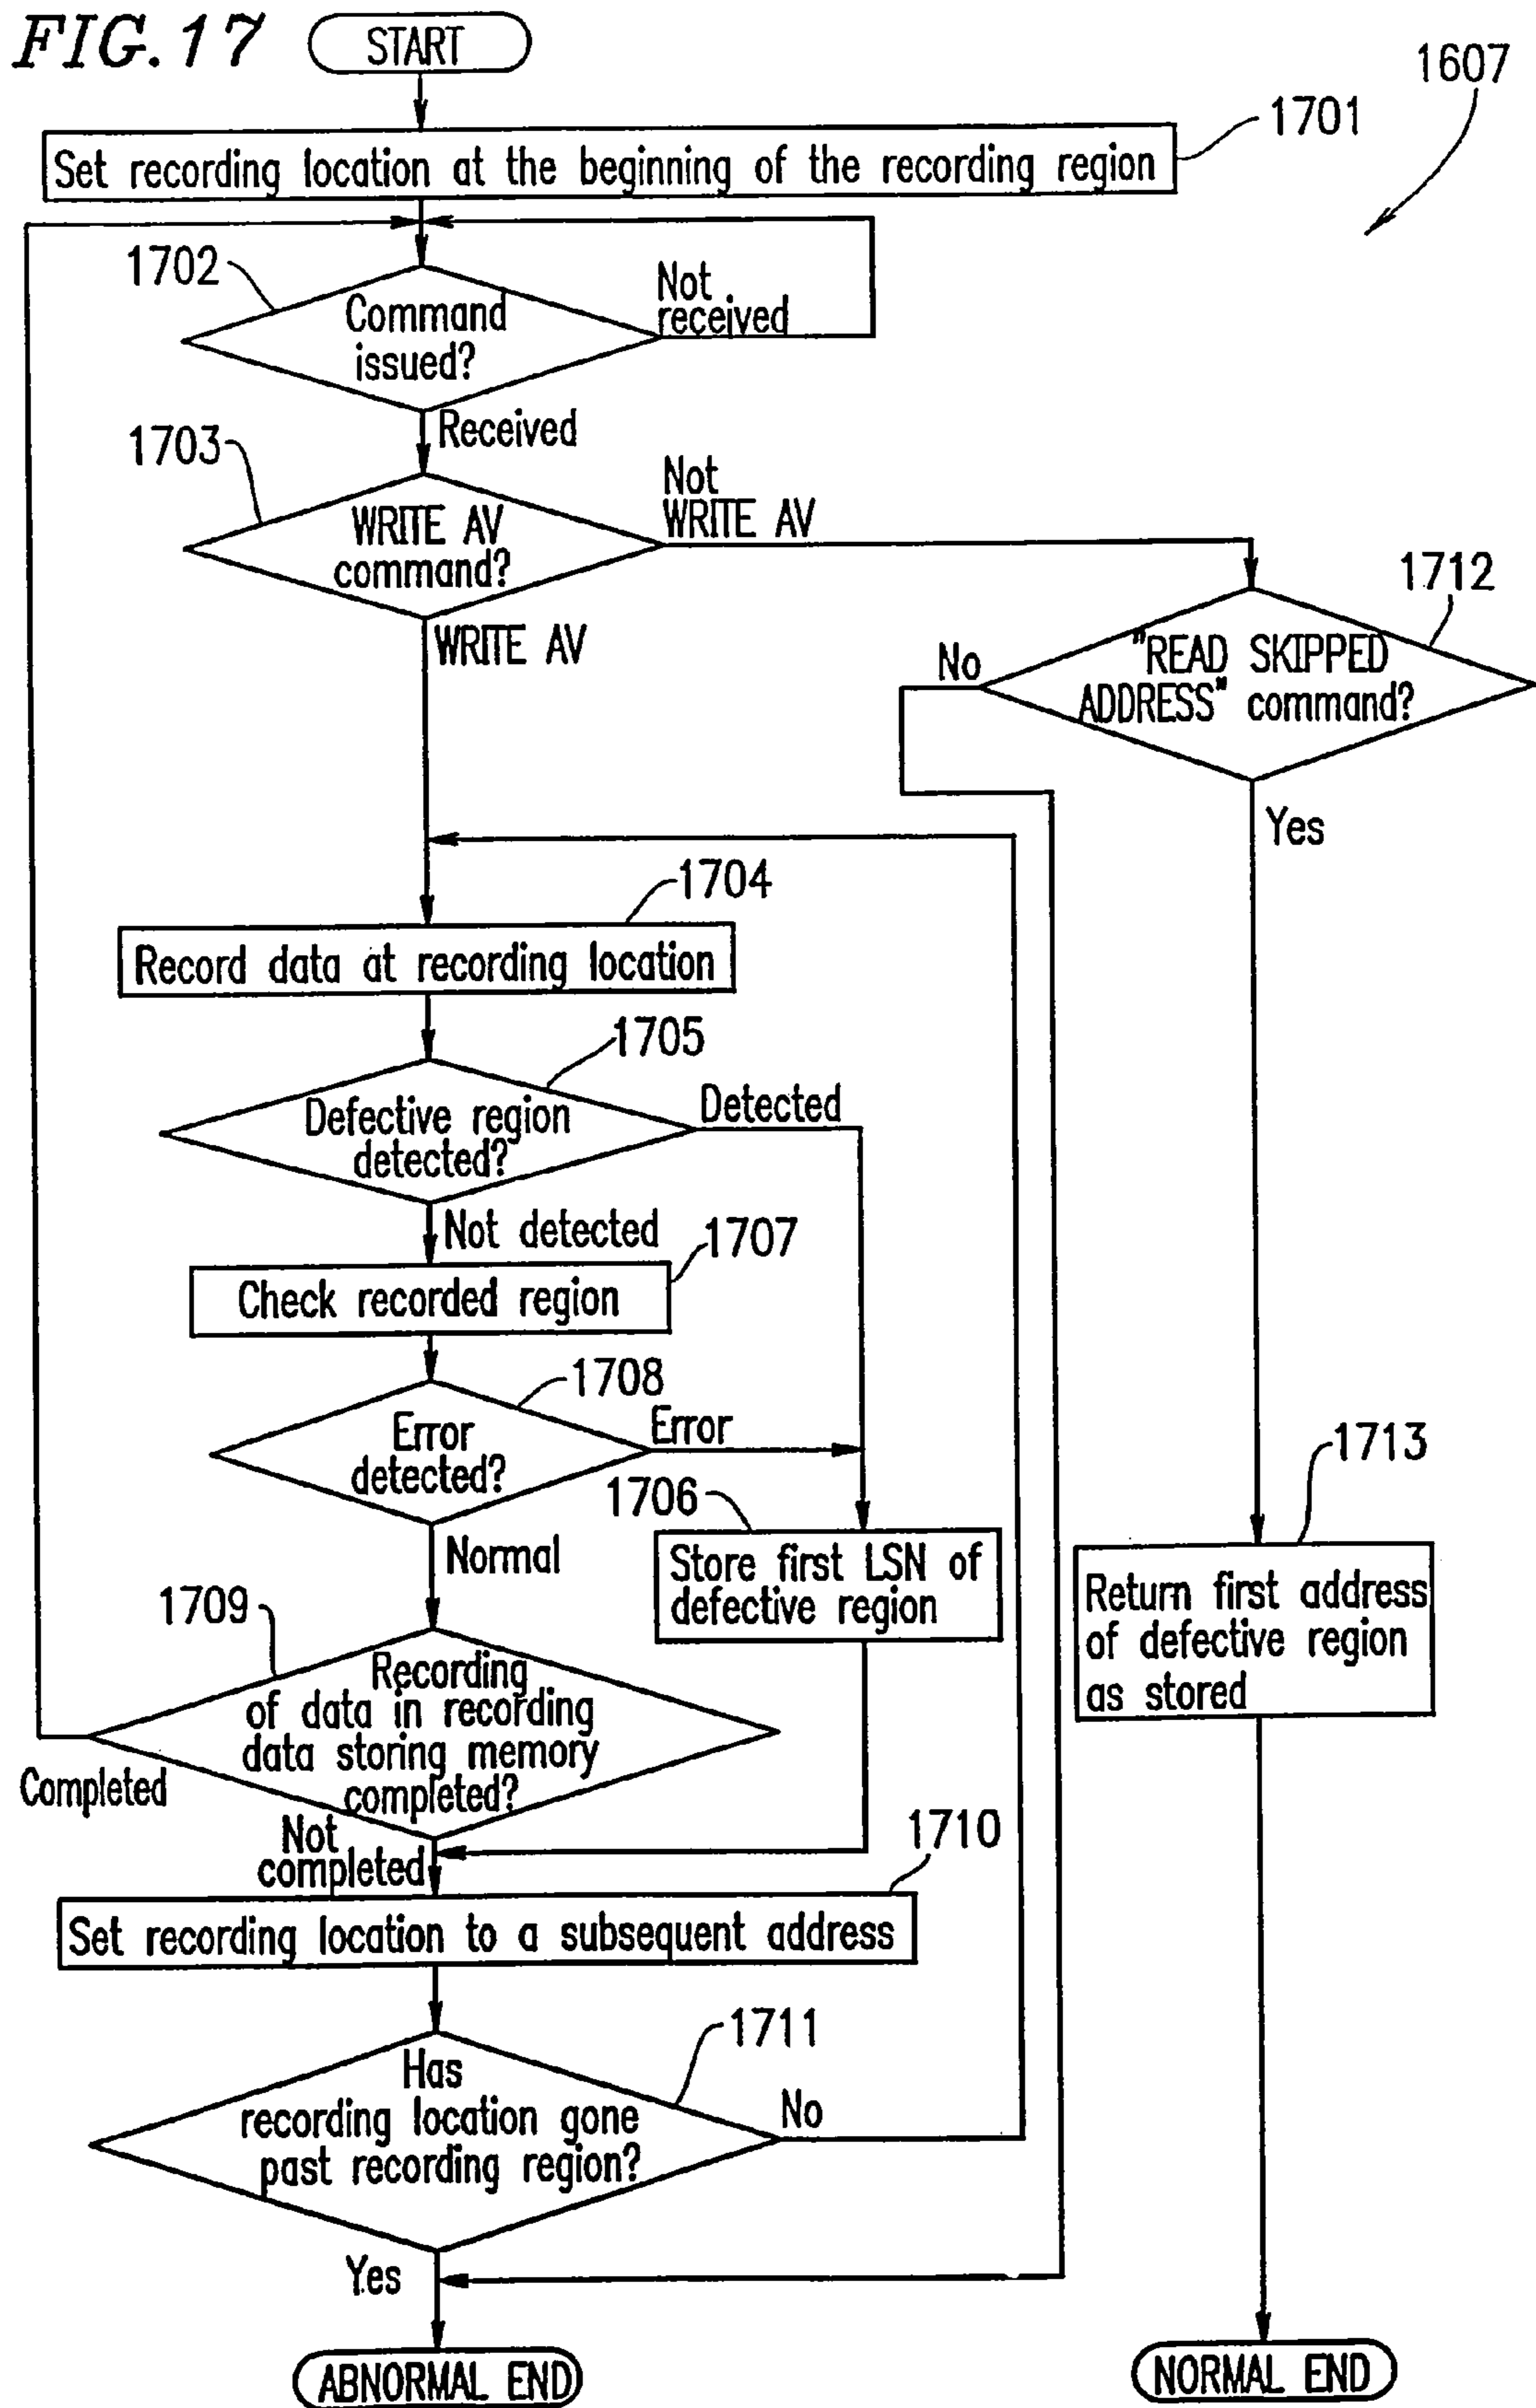 FIG. 17
START
1607
1701
Set recording location at the beginning of the recording region
1702
Command
issued?
Not
received
Received
1703
WRITE AV
command?
Not
WRITE AV
WRITE AV
1712
"READ SKIPPED
ADDRESS" command?
No
Yes
1704
Record data at recording location
1705
Defective region
detected?
Detected
Not detected
1707
Check recorded region
1708
Error
detected?
Error
Normal
1706
Store first LSN of
defective region
1713
Return first address
of defective region
as stored
1709
Recording
of data in recording
data storing memory
completed?
Completed
Not
completed
1710
Set recording location to a subsequent address
1711
Has
recording location gone
past recording region?
No
Yes
ABNORMAL END
NORMAL END